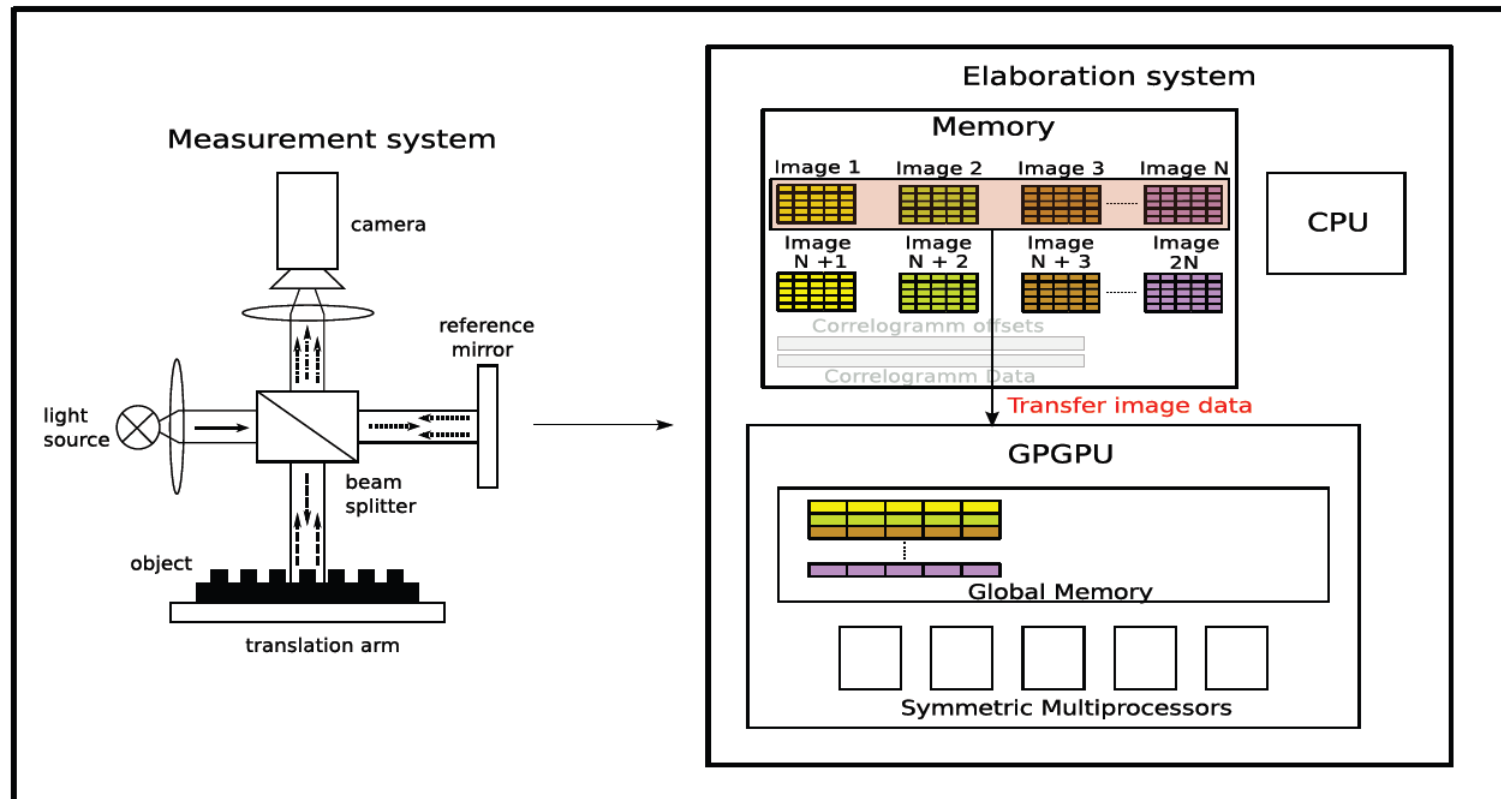 Measurement system
camera
reference
mirror
light
source
beam
splitter
object
translation arm
Elaboration system
Memory
Image 1
Image 2
Image 3
Image N
Image
N +1
Image
N + 2
Image
N + 3
Image
2N
Correlogramm offsets
Correlogramm Data
CPU
Transfer image data
GPGPU
Global Memory
Symmetric Multiprocessors